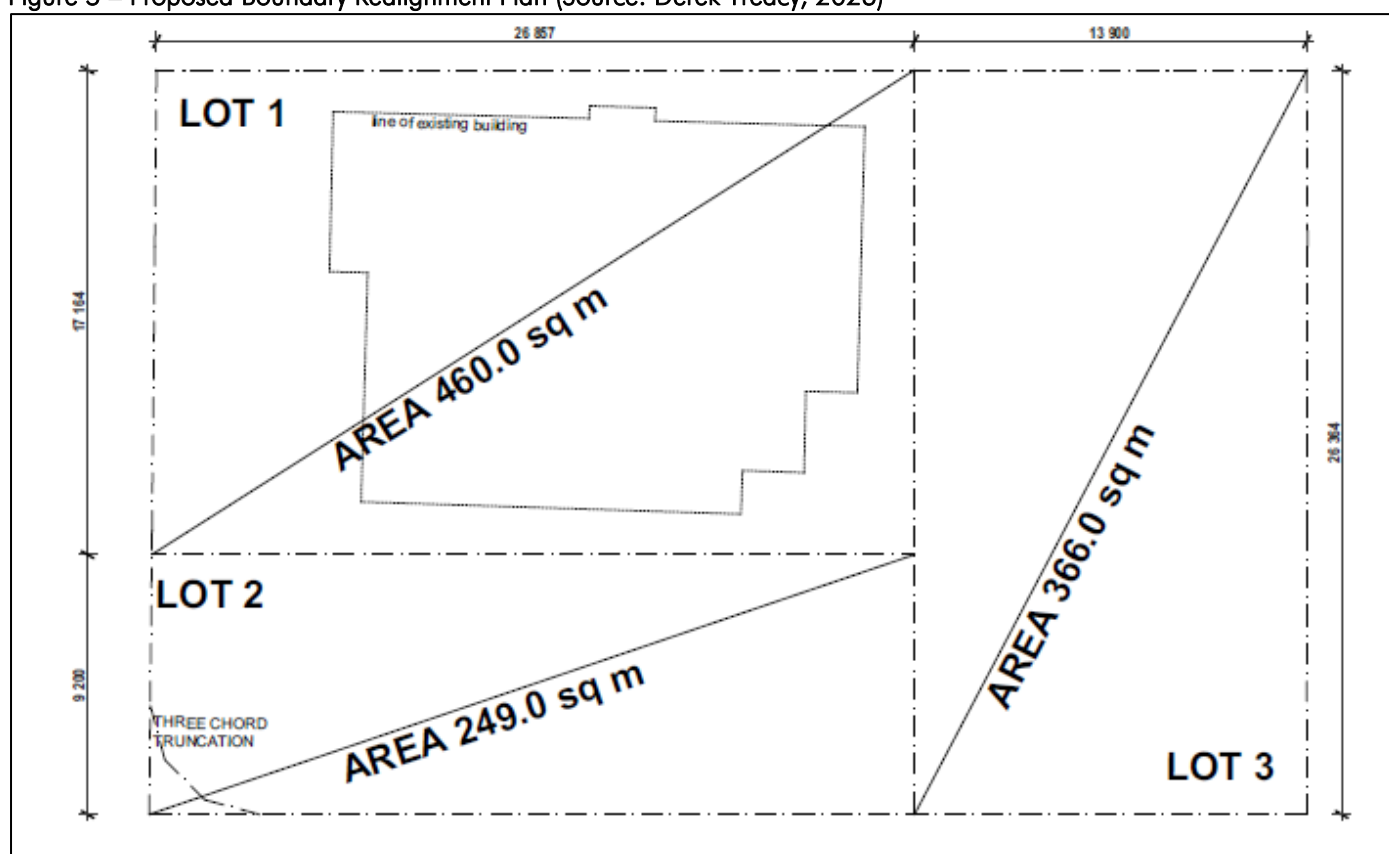 Figure 3 – Proposed Boundary Realignment Plan (Source: Derek Tredey, 2023)
26 857
13 900
LOT 1
line of existing building
17 164
AREA 460.0 sq m
26 364
AREA 366.0 sq m
LOT 2
9 200
THREE CHORD
TRUNCATION
AREA 249.0 sq m
LOT 3